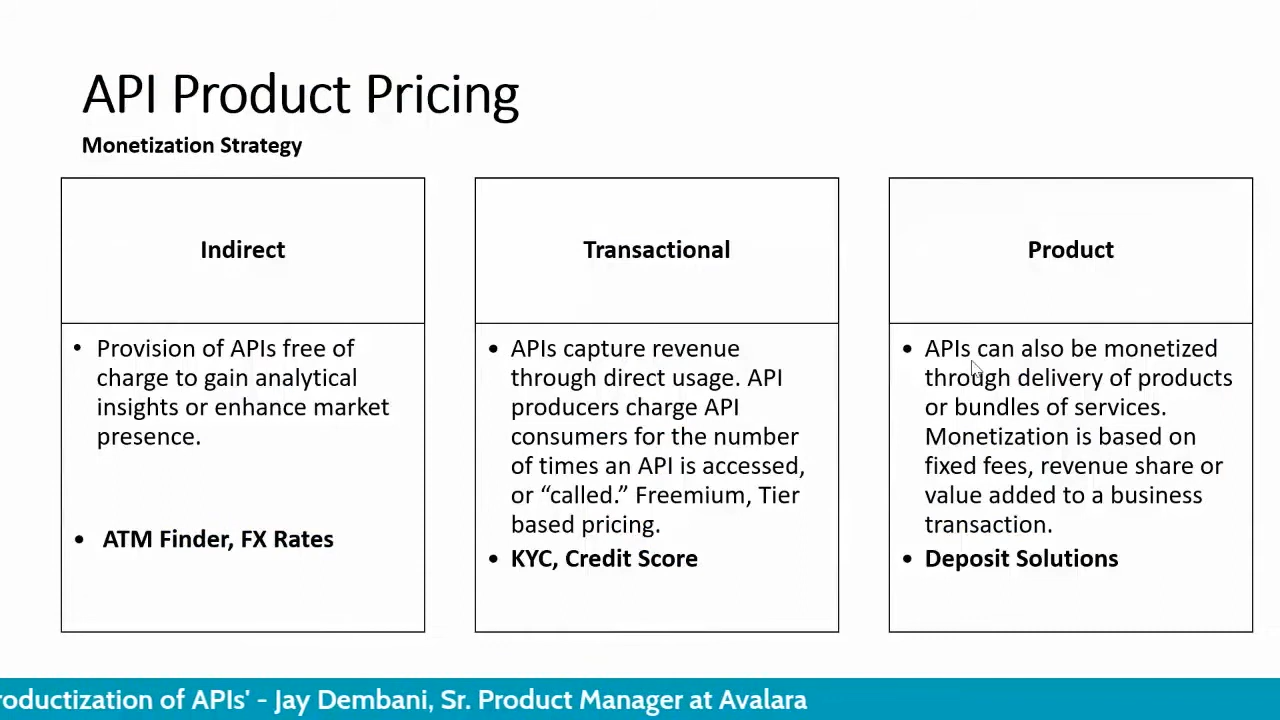 API Product Pricing
Monetization Strategy
Indirect
• Provision of APIs free of
charge to gain analytical
insights or enhance market
presence.
• ATM Finder, FX Rates
Transactional
• APIs capture revenue
through direct usage. API
producers charge API
consumers for the number
of times an API is accessed,
or “called.” Freemium, Tier
based pricing.
• KYC, Credit Score
Product
• APIs can also be monetized
through delivery of products
or bundles of services.
Monetization is based on
fixed fees, revenue share or
value added to a business
transaction.
• Deposit Solutions
roductization of APIs' - Jay Dembani, Sr. Product Manager at Avalara